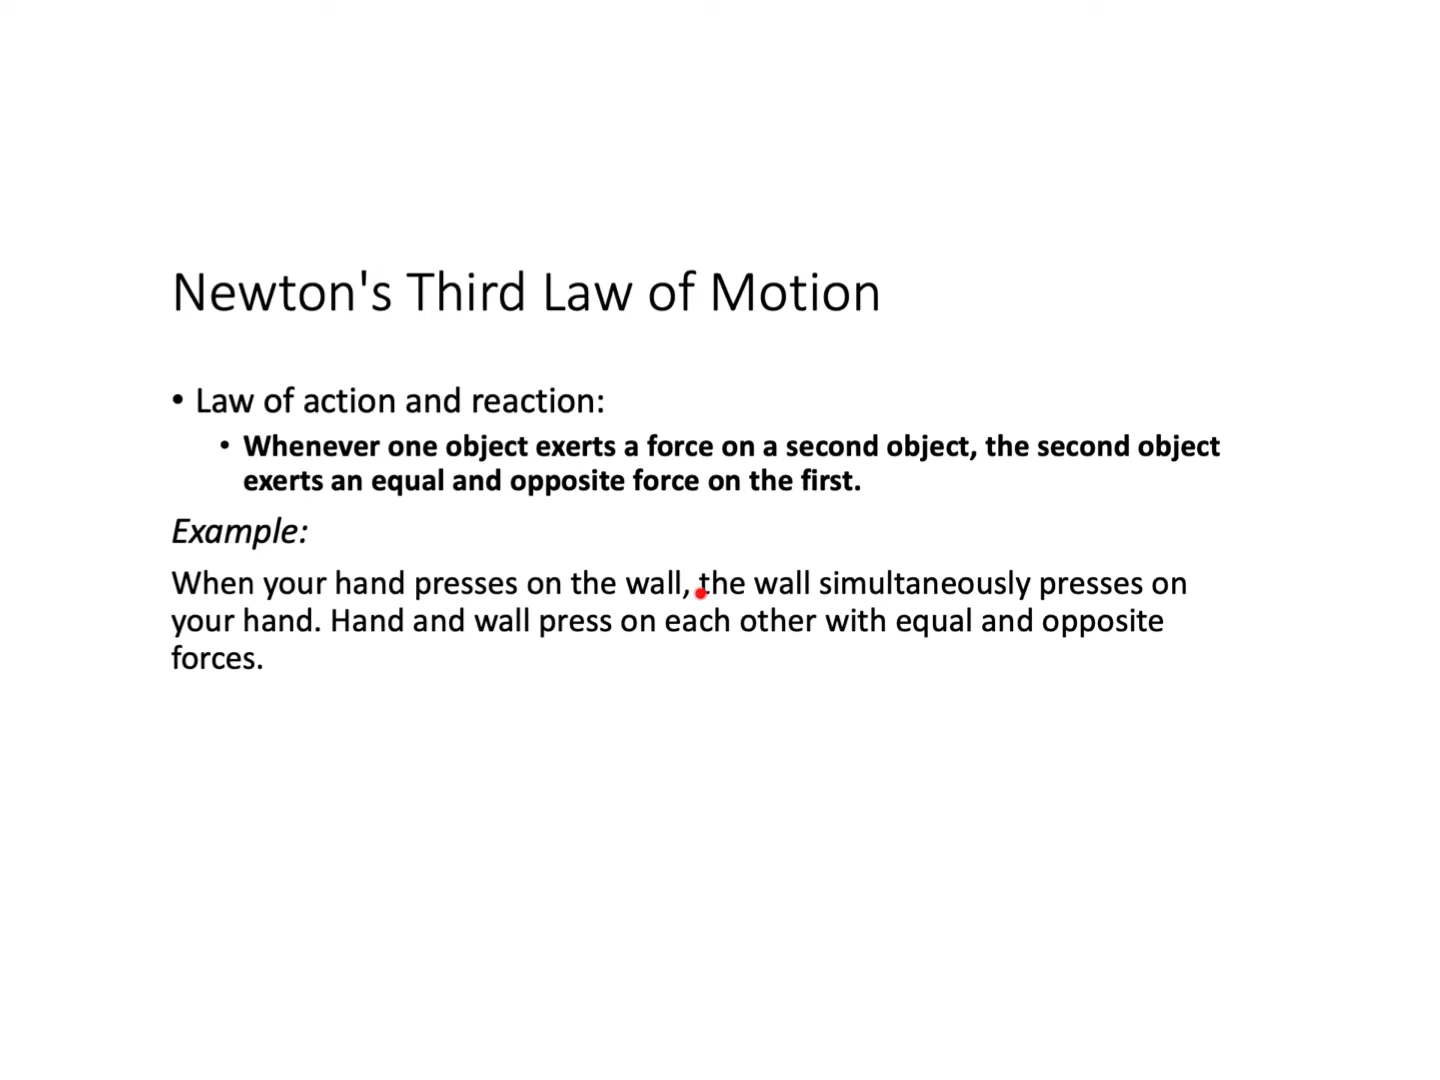 Newton's Third Law of Motion
• Law of action and reaction:
• Whenever one object exerts a force on a second object, the second object
exerts an equal and opposite force on the first.
Example:
When your hand presses on the wall, the wall simultaneously presses on
your hand. Hand and wall press on each other with equal and opposite
forces.